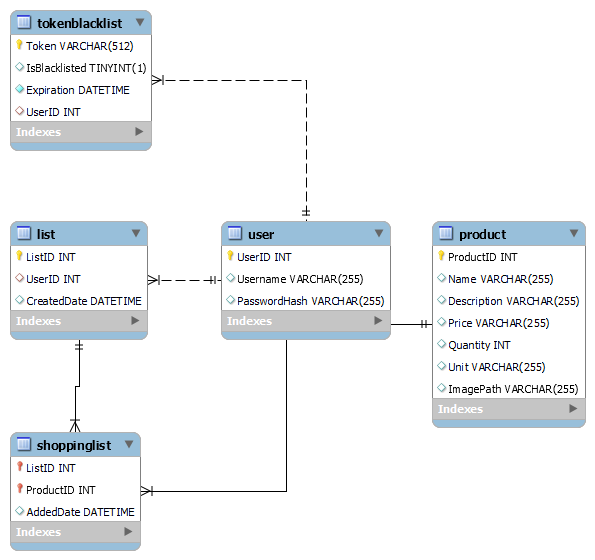 tokenblacklist
Token VARCHAR(512)
IsBlacklisted TINYINT(1)
Expiration DATETIME
UserID INT
Indexes
list
ListID INT
UserID INT
CreatedDate DATETIME
Indexes
user
UserID INT
Username VARCHAR(255)
PasswordHash VARCHAR(255)
Indexes
product
ProductID INT
Name VARCHAR(255)
Description VARCHAR(255)
Price VARCHAR(255)
Quantity INT
Unit VARCHAR(255)
ImagePath VARCHAR(255)
Indexes
shoppinglist
ListID INT
ProductID INT
AddedDate DATETIME
Indexes